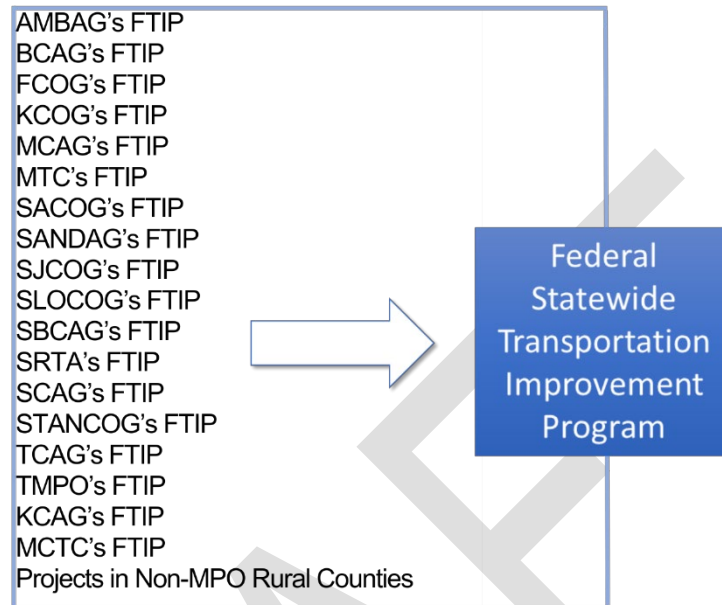 AMBAG's FTIP
BCAG's FTIP
FCOG's FTIP
KCOG's FTIP
MCAG's FTIP
MTC's FTIP
SACOG's FTIP
SANDAG's FTIP
SJCOG's FTIP
SLOCOG's FTIP
SBCAG's FTIP
SRTA's FTIP
SCAG's FTIP
STANCOG's FTIP
TCAG's FTIP
TMPO's FTIP
KCAG's FTIP
MCTC's FTIP
Projects in Non-MPO Rural Counties
Federal
Statewide
Transportation
Improvement
Program